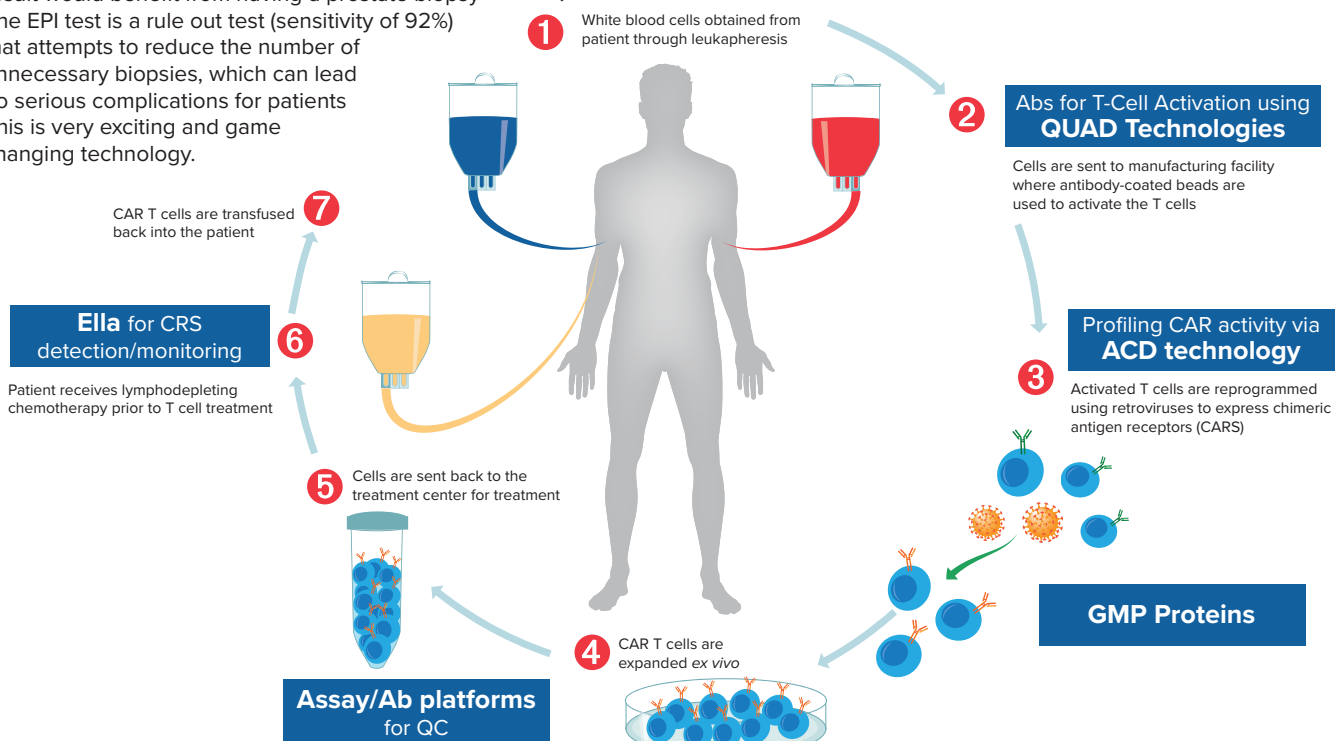 would benefit from having a prostate biopsy
EPI test is a rule out test (sensitivity of 92%)
attempts to reduce the number of
biopsies, which can lead
serious complications for patients
is very exciting and game
technology.
1
White blood cells obtained from
patient through leukapheresis
2
Abs for T-Cell Activation using
QUAD Technologies
Cells are sent to manufacturing facility
where antibody-coated beads are
used to activate the T cells
Profiling CAR activity via
ACD technology
3
Activated T cells are reprogrammed
using retroviruses to express chimeric
antigen receptors (CARS)
GMP Proteins
4
CAR T cells are
expanded ex vivo
Assay/Ab platforms
for QC
5
Cells are sent back to the
treatment center for treatment
Ella for CRS
detection/monitoring
6
Patient receives lymphodepleting
chemotherapy prior to T cell treatment
7
CAR T cells are transfused
back into the patient